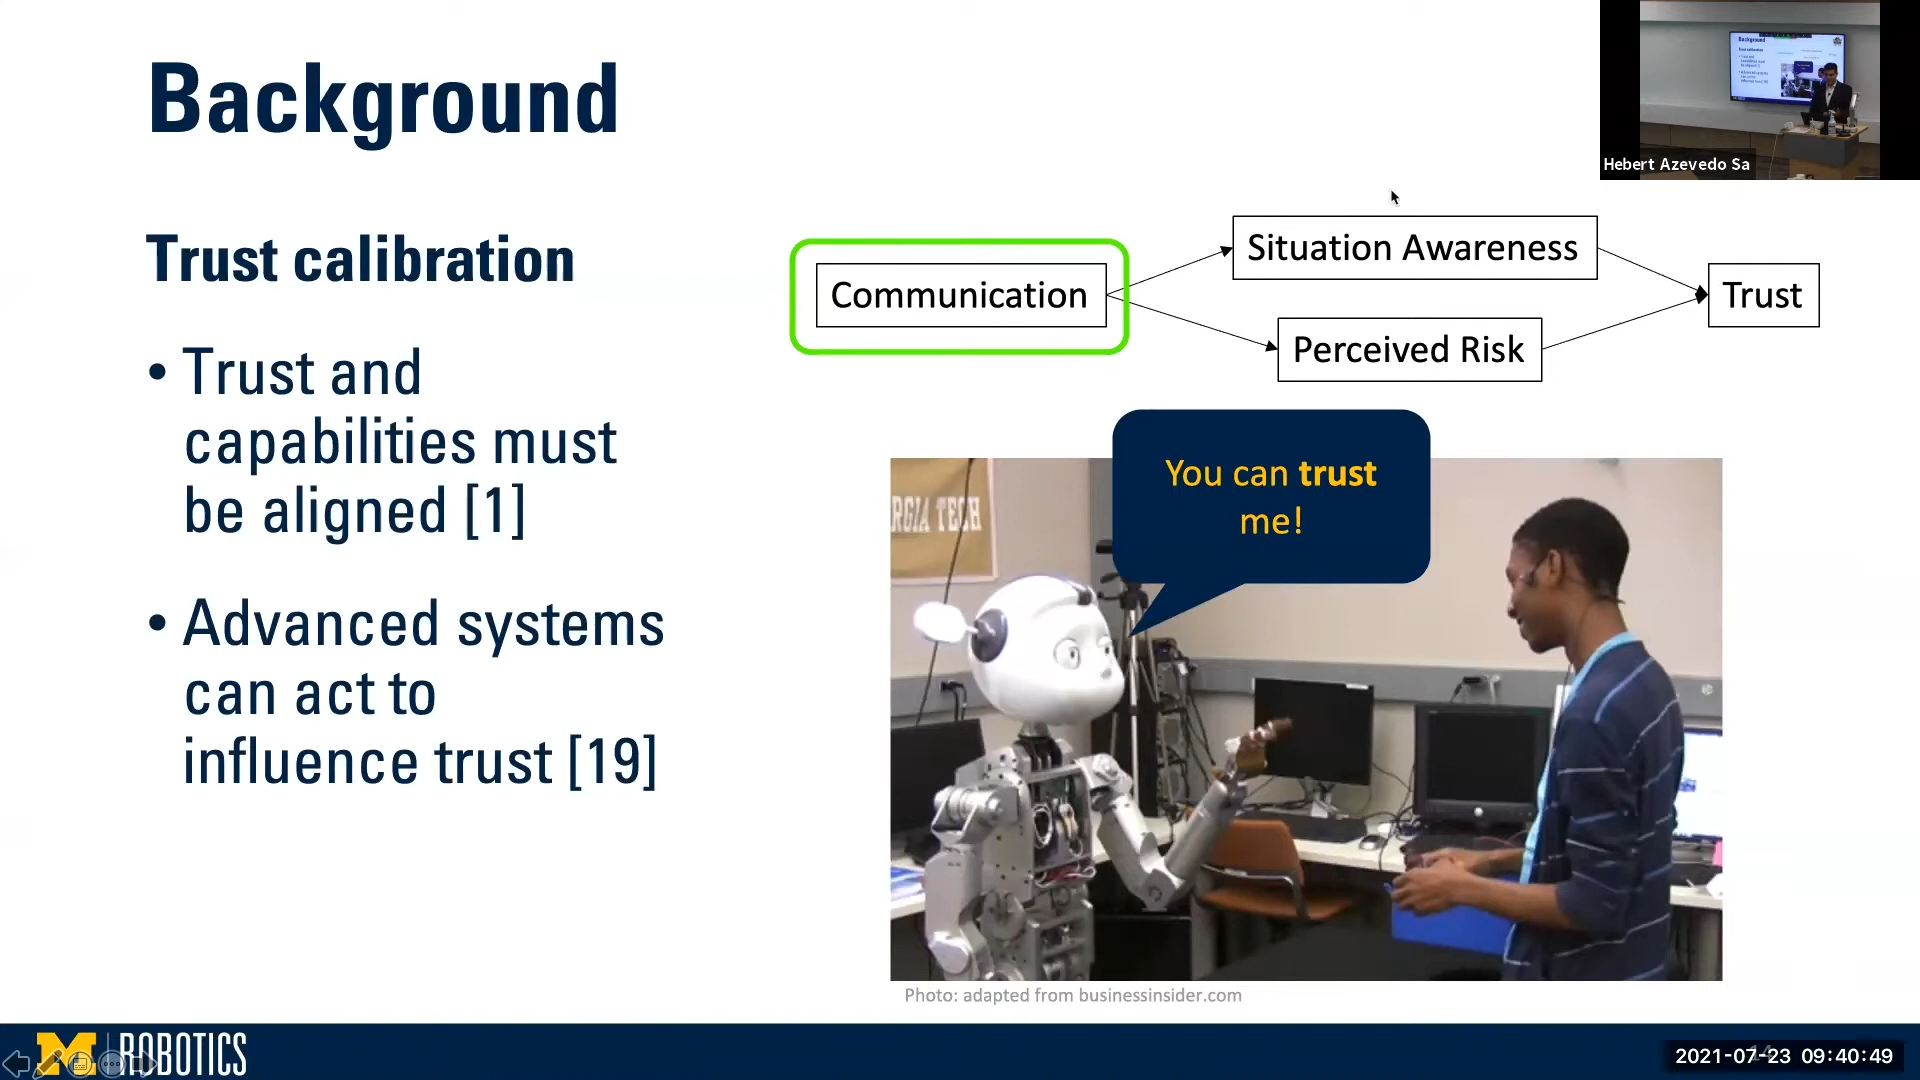 Background
Hebert Azevedo Sa
Trust calibration
• Trust and
capabilities must
be aligned [1]
• Advanced systems
can act to
influence trust [19]
Communication
Situation Awareness
Perceived Risk
Trust
You can trust
me!
RGIA TECH
Photo: adapted from businessinsider.com
M ROBOTICS
2021-07-23 09:40:49